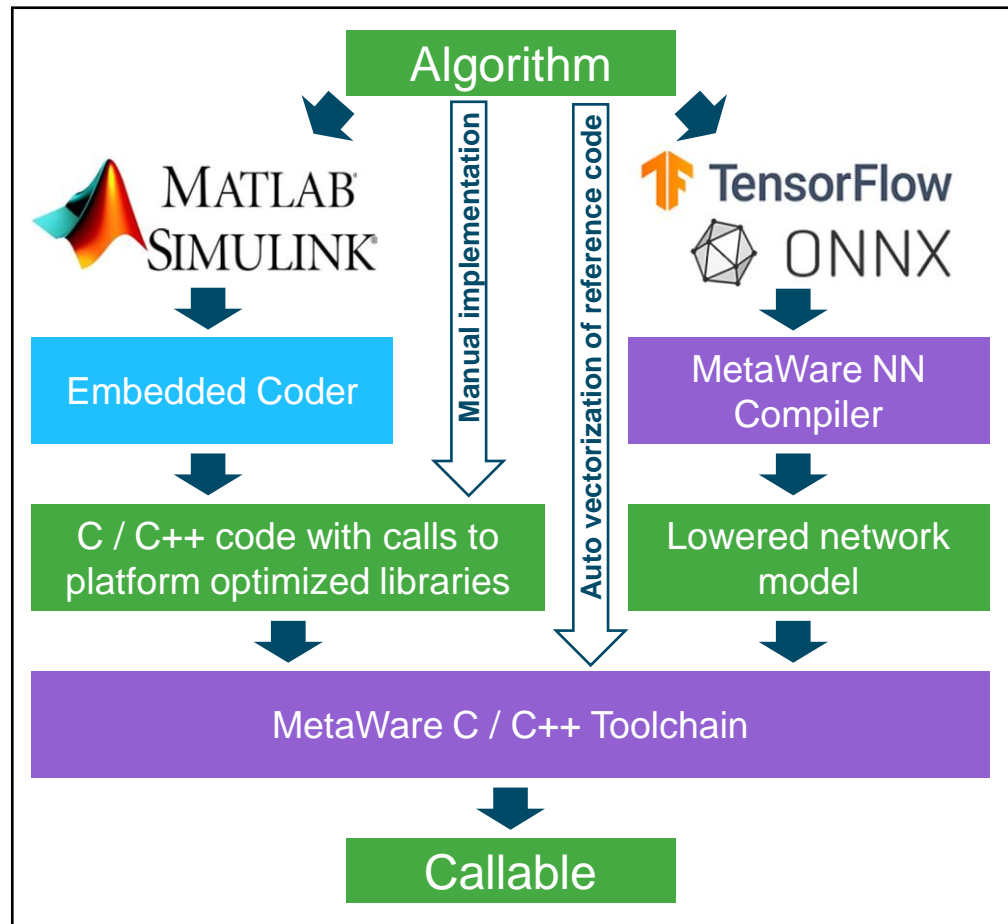 Algorithm
MATLAB®
SIMULINK®
Manual implementation
Auto vectorization of reference code
TensorFlow
ONNX
Embedded Coder
MetaWare NN
Compiler
C / C++ code with calls to
platform optimized libraries
Lowered network
model
MetaWare C / C++ Toolchain
Callable